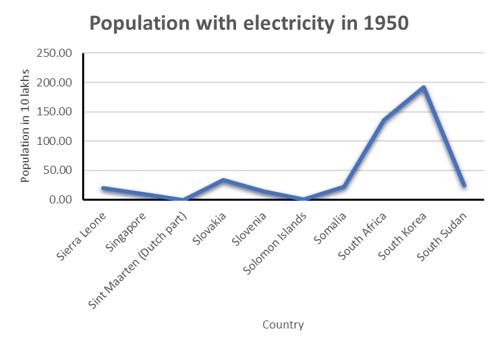 Population with electricity in 1950
Population in 10 lakhs
250.00
200.00
150.00
100.00
50.00
0.00
Sierra Leone
Singapore
Sint Maarten (Dutch part)
Slovakia
Slovenia
Solomon Islands
Somalia
South Africa
South Korea
South Sudan
Country